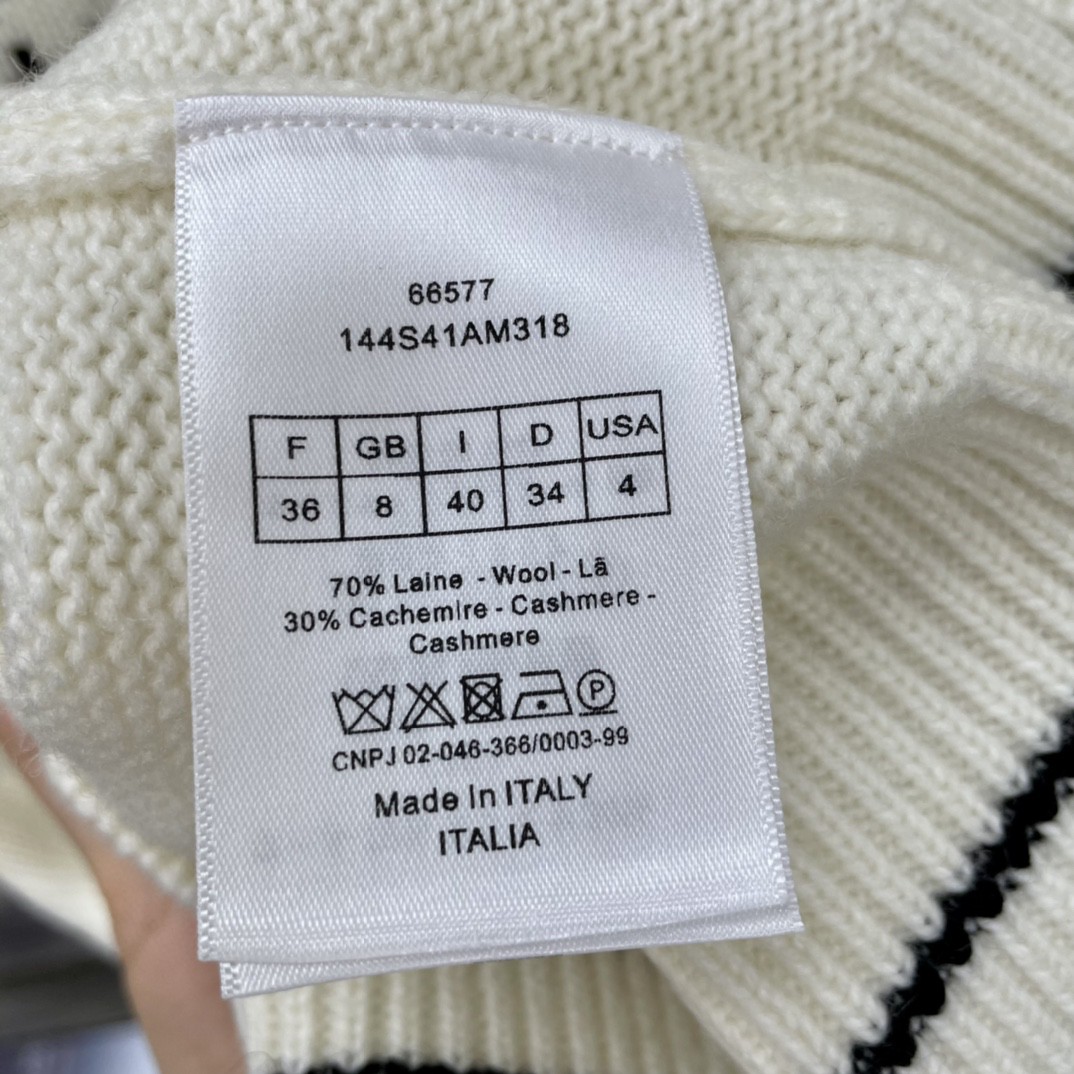 66577
144S41AM318
F GB I D USA
36 8 40 34 4
70% Laine - Wool - Lã
30% Cachemire - Cashmere -
Cashmere
P
CNPJ 02-046-366/0003-99
Made in ITALY
ITALIA